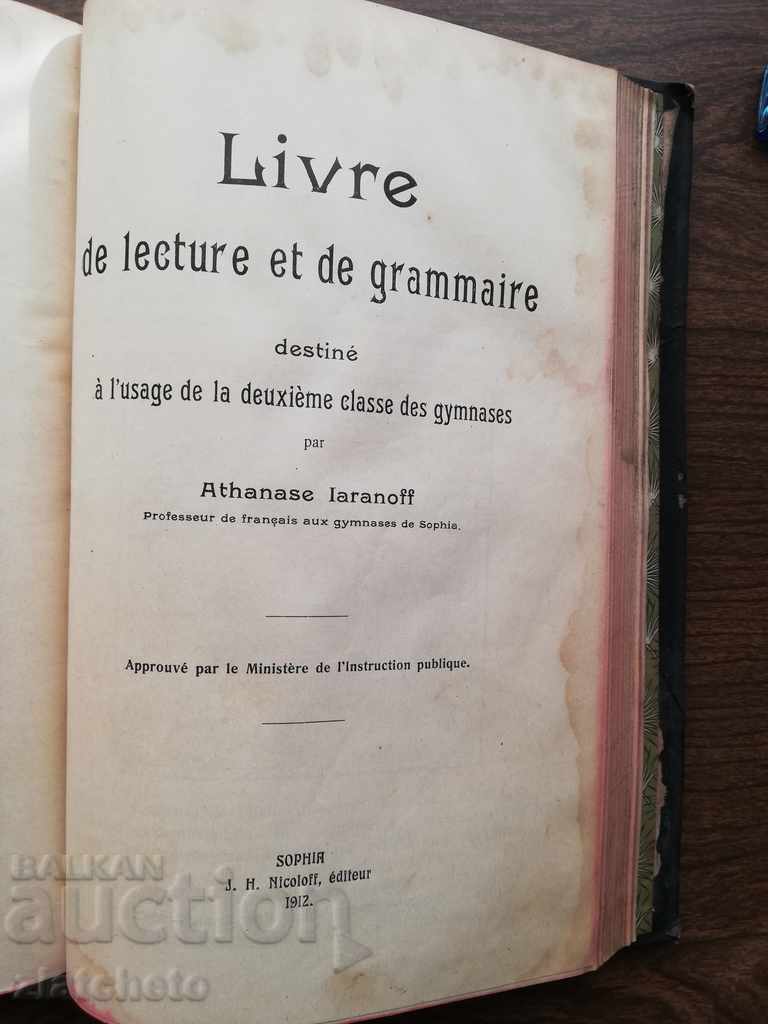 Livre
de lecture et de grammaire
destiné
à l'usage de la deuxième classe des gymnases
par
Athanase Iaranoff
Professeur de français aux gymnases de Sophia.
Approuvé par le Ministère de l'Instruction publique.
SOPHIA
J. H. Nicoloff, éditeur
1912.
BALKAN
auction
zlatcheto